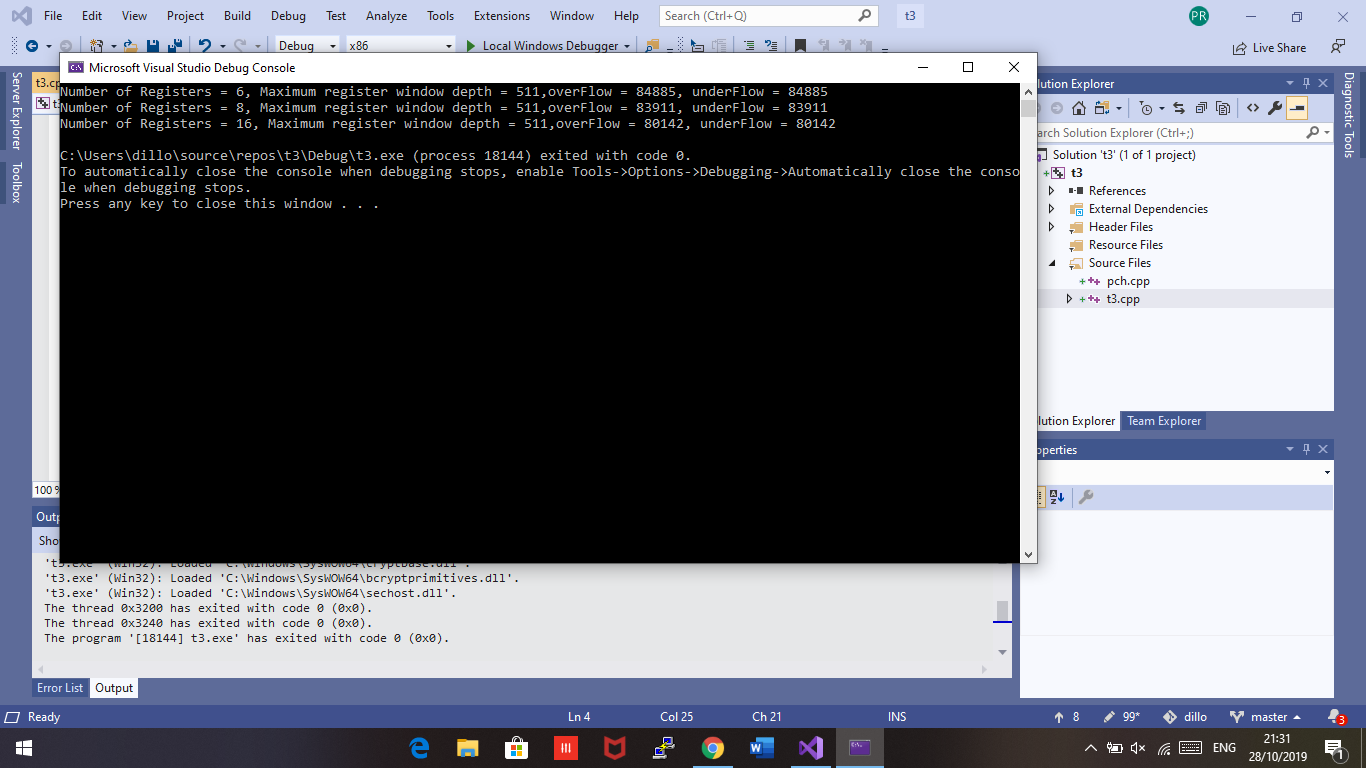 File Edit View Project Build Debug Test Analyze Tools Extensions Window Help Search (Ctrl+Q) t3 PR
Debug x86 Local Windows Debugger Live Share
Microsoft Visual Studio Debug Console
Number of Registers = 6, Maximum register window depth = 511,overFlow = 84885, underFlow = 84885
Number of Registers = 8, Maximum register window depth = 511,overFlow = 83911, underFlow = 83911
Number of Registers = 16, Maximum register window depth = 511,overFlow = 80142, underFlow = 80142
C:\Users\dillo\source\repos\t3\Debug\t3.exe (process 18144) exited with code 0.
To automatically close the console when debugging stops, enable Tools->Options->Debugging->Automatically close the conso
le when debugging stops.
Press any key to close this window . . .
Server Explorer
Toolbox
t3.cp
100 %
lution Explorer
arch Solution Explorer (Ctrl+;)
Solution 't3' (1 of 1 project)
t3
References
External Dependencies
Header Files
Resource Files
Source Files
pch.cpp
t3.cpp
lution Explorer Team Explorer
operties
Diagnostic Tools
Outp
Sho
't3.exe' (Win32): Loaded 'C:\Windows\SysWOW64\cryptbase.dll'.
't3.exe' (Win32): Loaded 'C:\Windows\SysWOW64\bcryptprimitives.dll'.
't3.exe' (Win32): Loaded 'C:\Windows\SysWOW64\sechost.dll'.
The thread 0x3200 has exited with code 0 (0x0).
The thread 0x3240 has exited with code 0 (0x0).
The program '[18144] t3.exe' has exited with code 0 (0x0).
Error List Output
Ready Ln 4 Col 25 Ch 21 INS 8 99* dillo master 3
ENG 21:31
28/10/2019 1